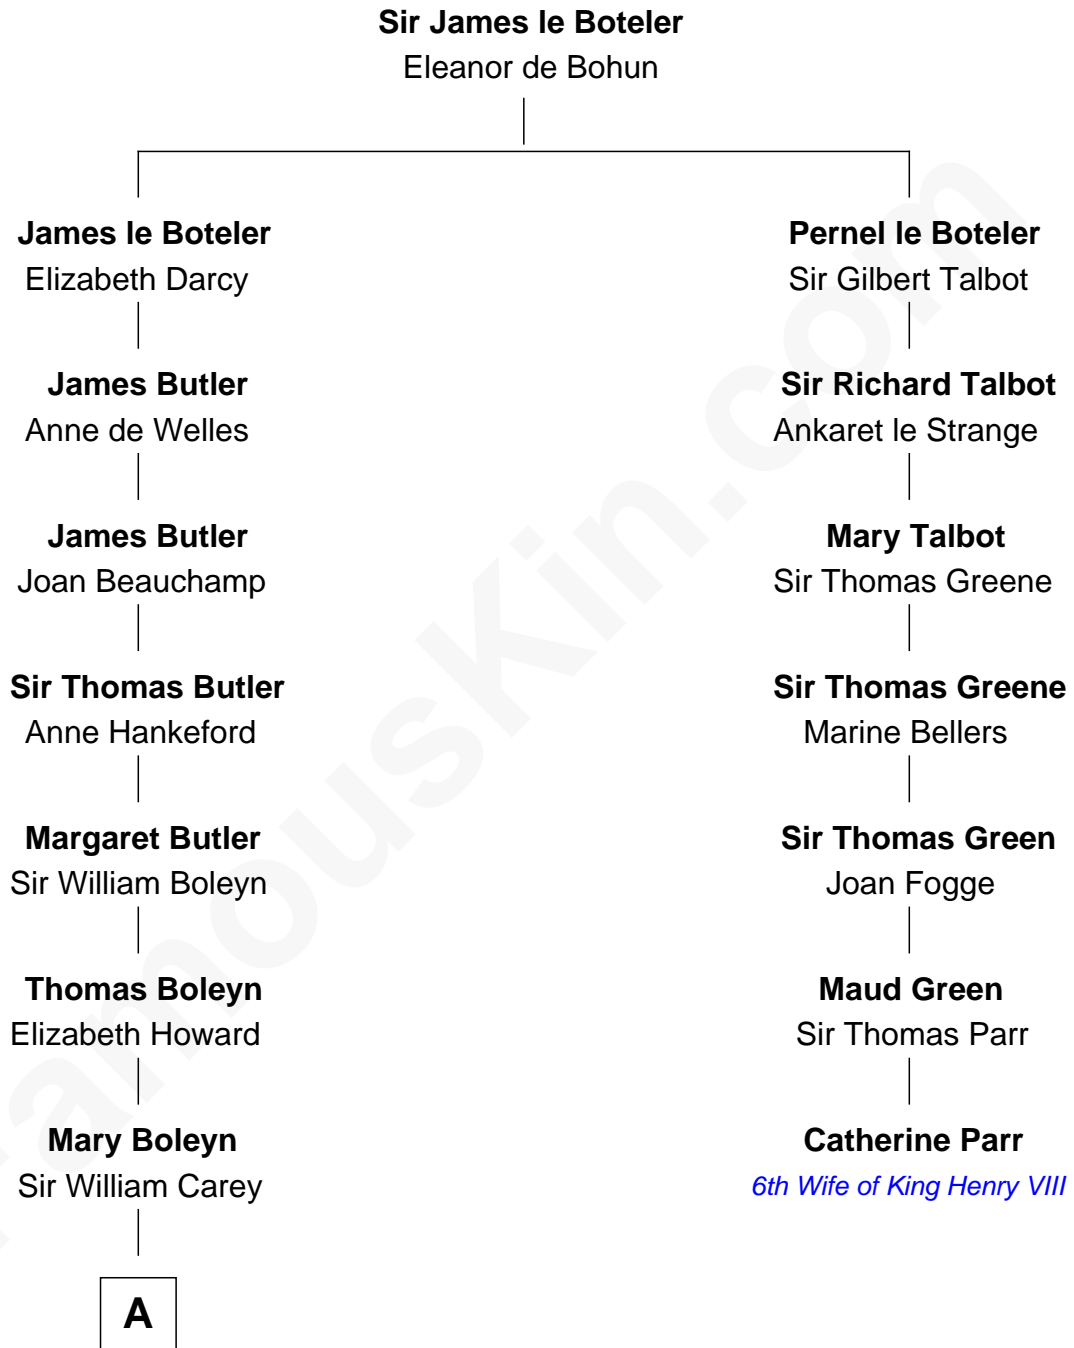 Sir James le Boteler
Eleanor de Bohun
James le Boteler
Elizabeth Darcy
James Butler
Anne de Welles
James Butler
Joan Beauchamp
Sir Thomas Butler
Anne Hankeford
Margaret Butler
Sir William Boleyn
Thomas Boleyn
Elizabeth Howard
Mary Boleyn
Sir William Carey
A
Pernel le Boteler
Sir Gilbert Talbot
Sir Richard Talbot
Ankaret le Strange
Mary Talbot
Sir Thomas Greene
Sir Thomas Greene
Marine Bellers
Sir Thomas Green
Joan Fogge
Maud Green
Sir Thomas Parr
Catherine Parr
6th Wife of King Henry VIII
FamousKin.com